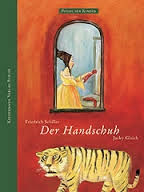 Poesie für Kinder
Friedrich Schiller
Jacky Gleich
Der Handschuh
Kindermann Verlag Berlin